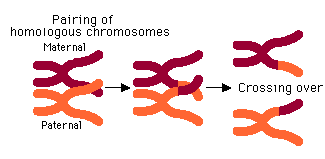 Pairing of
homologous chromosomes
Maternal
Crossing over
Paternal